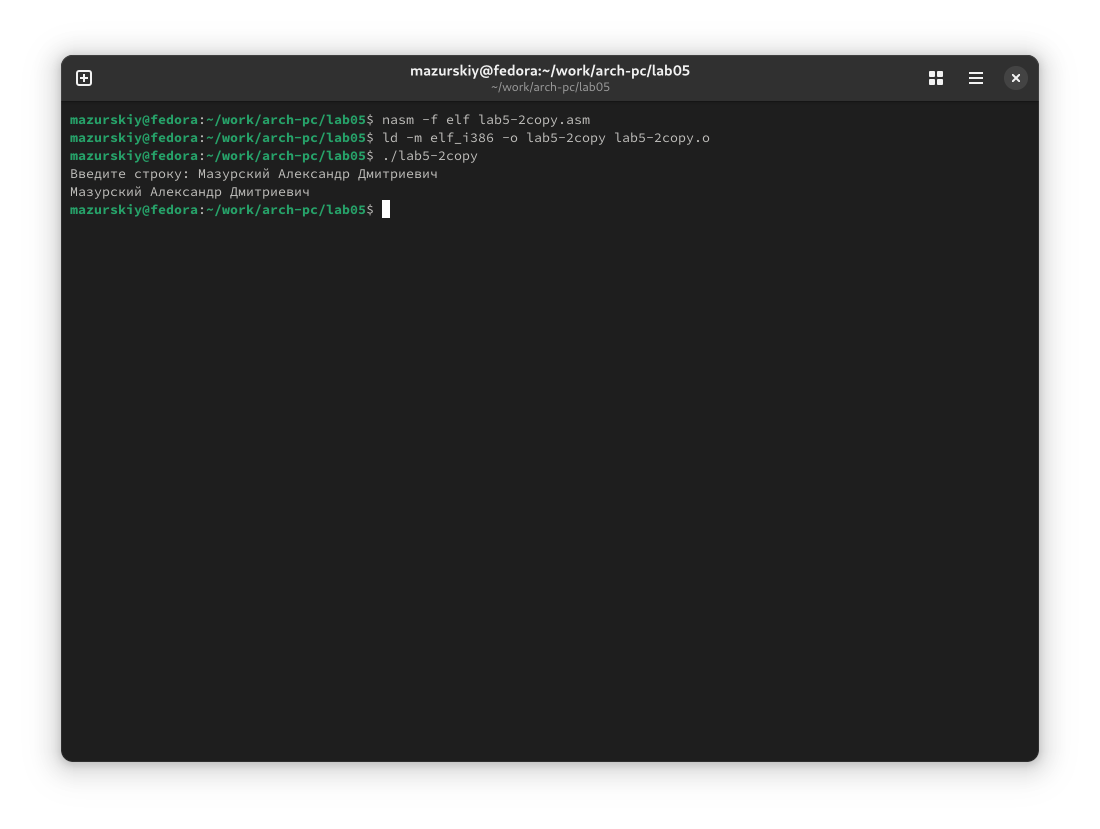 mazurskiy@fedora:~/work/arch-pc/lab05
~/work/arch-pc/lab05
mazurskiy@fedora:~/work/arch-pc/lab05$ nasm -f elf lab5-2copy.asm
mazurskiy@fedora:~/work/arch-pc/lab05$ ld -m elf_i386 -o lab5-2copy lab5-2copy.o
mazurskiy@fedora:~/work/arch-pc/lab05$ ./lab5-2copy
Введите строку: Мазурский Александр Дмитриевич
Мазурский Александр Дмитриевич
mazurskiy@fedora:~/work/arch-pc/lab05$